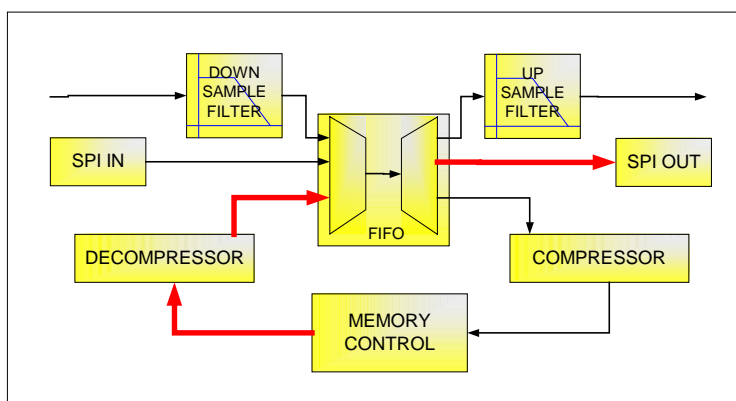 DOWN
SAMPLE
FILTER
UP
SAMPLE
FILTER
SPI IN
SPI OUT
FIFO
DECOMPRESSOR
COMPRESSOR
MEMORY
CONTROL